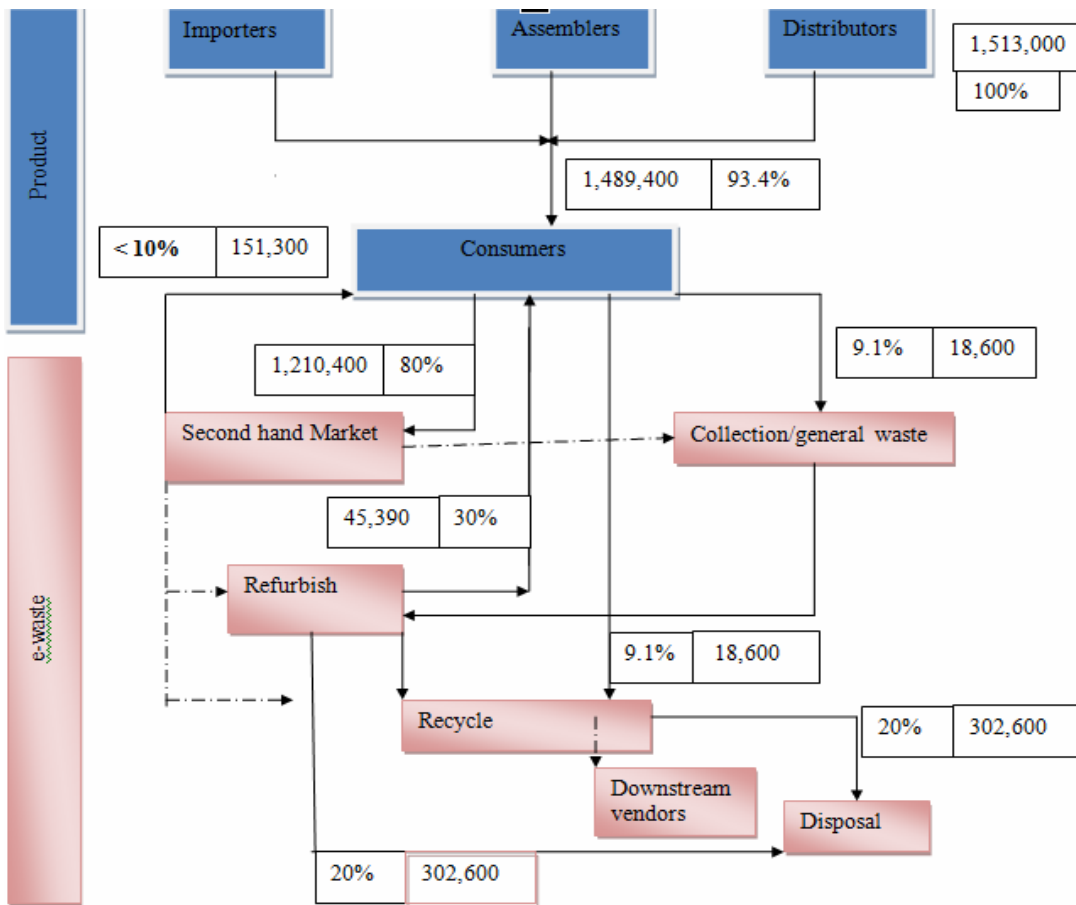 Importers
Assemblers
Distributors
1,513,000
100%
Product
1,489,400 93.4%
< 10% 151,300
Consumers
1,210,400 80%
9.1% 18,600
Second hand Market
Collection/general waste
45,390 30%
Refurbish
e-waste
9.1% 18,600
Recycle
20% 302,600
Downstream
vendors
Disposal
20% 302,600